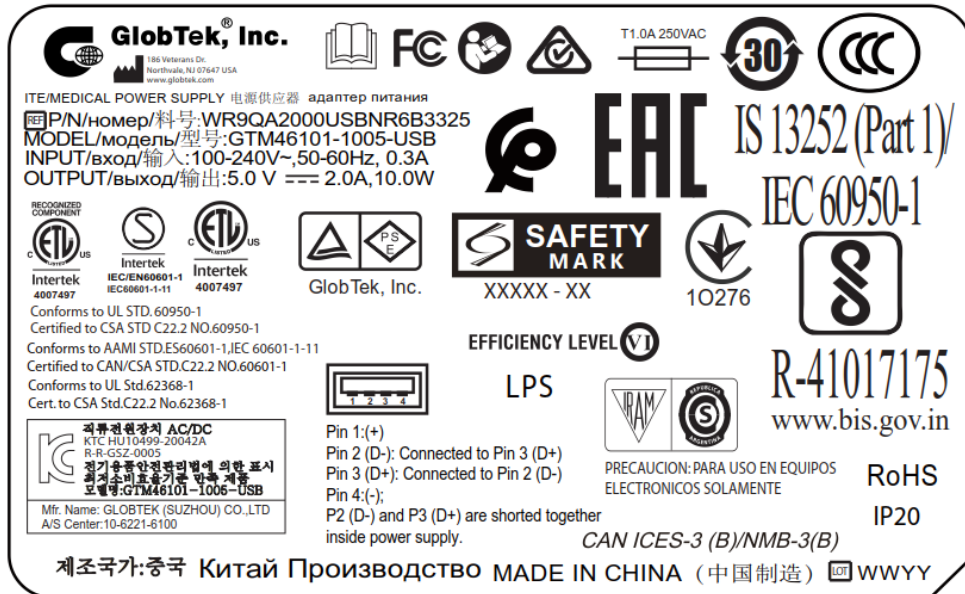 GlobTek, Inc.®
186 Veterans Dr.
Northvale, NJ 07647 USA
www.globtek.com
FC
T1.0A 250VAC
30
CCC
ITE/MEDICAL POWER SUPPLY 电源供应器 адаптер питания
REF P/N/номер/料号:WR9QA2000USBNR6B3325
MODEL/модель/型号:GTM46101-1005-USB
INPUT/вход/输入:100-240V~,50-60Hz, 0.3A
OUTPUT/выход/输出:5.0 V ⎓ 2.0A,10.0W
EAC
IS 13252 (Part 1)/
IEC 60950-1
RECOGNIZED
COMPONENT
C ETL US
Intertek
4007497
S
Intertek
IEC/EN60601-1
IEC60601-1-11
C ETL LISTED US
Intertek
4007497
PS
E
GlobTek, Inc.
SAFETY
MARK
XXXXX - XX
10276
R-41017175
www.bis.gov.in
Conforms to UL STD. 60950-1
Certified to CSA STD C22.2 NO.60950-1
Conforms to AAMI STD.ES60601-1,IEC 60601-1-11
Certified to CAN/CSA STD.C22.2 NO.60601-1
Conforms to UL Std.62368-1
Cert. to CSA Std.C22.2 No.62368-1
EFFICIENCY LEVEL VI
LPS
1 2 3 4
Pin 1:(+)
Pin 2 (D-): Connected to Pin 3 (D+)
Pin 3 (D+): Connected to Pin 2 (D-)
Pin 4:(-);
P2 (D-) and P3 (D+) are shorted together
inside power supply.
IRAM
REPUBLICA
S
ARGENTINA
PRECAUCION: PARA USO EN EQUIPOS
ELECTRONICOS SOLAMENTE
RoHS
IP20
직류전원장치 AC/DC
KTC HU10499-20042A
R-R-GSZ-0005
전기용품안전관리법에 의한 표시
최저소비효율기준 만족 제품
모델명:GTM46101-1005-USB
Mfr. Name: GLOBTEK (SUZHOU) CO.,LTD
A/S Center:10-6221-6100
CAN ICES-3 (B)/NMB-3(B)
제조국가:중국 Китай Производство MADE IN CHINA (中国制造) LOT WWYY